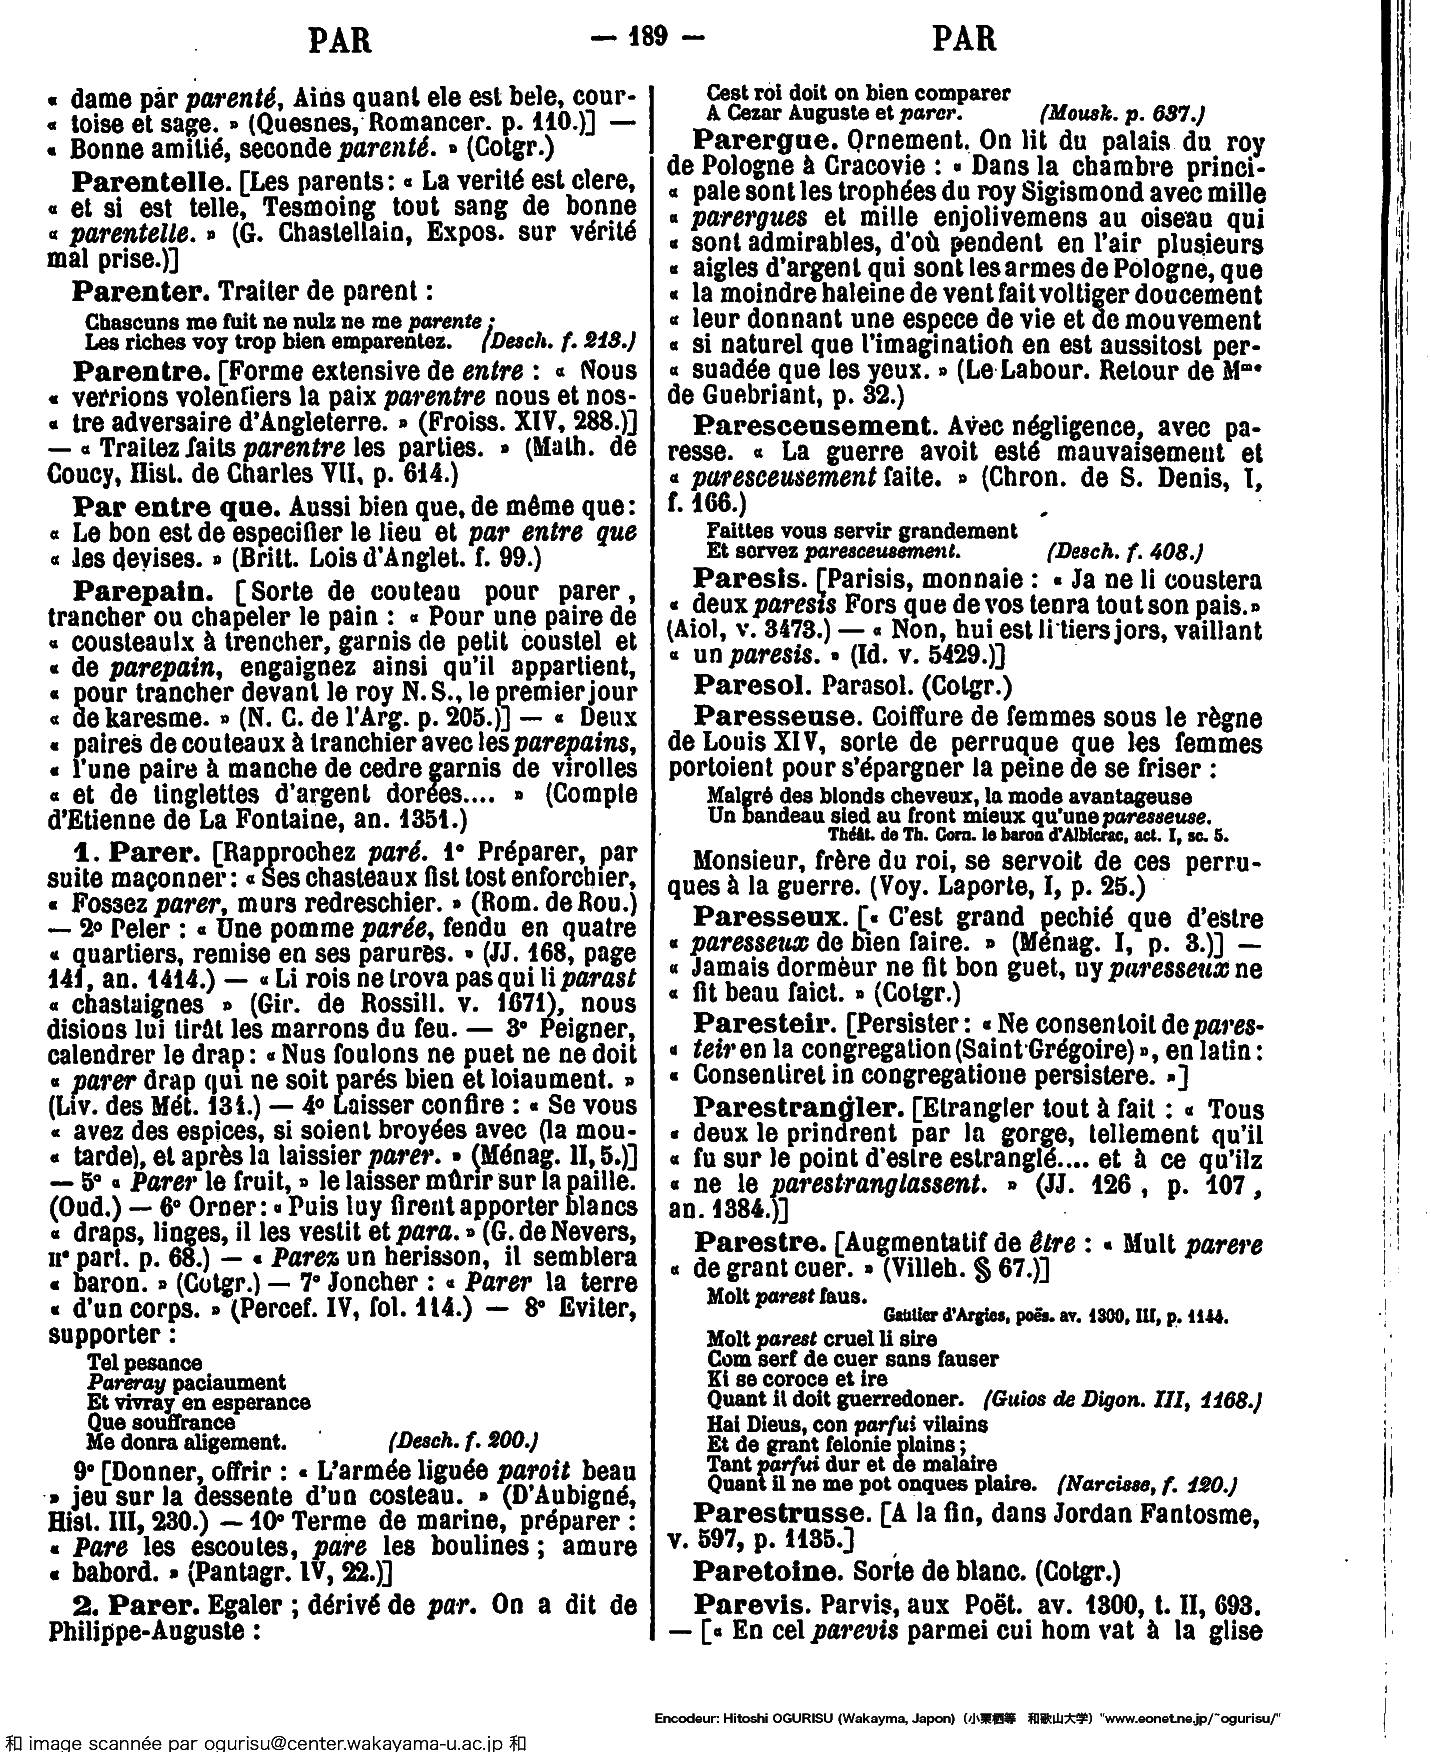 PAR — 189 — PAR
« dame par parenté, Ains quant ele est bele, cour-
« toise et sage. » (Quesnes, Romancer. p. 110.)] —
« Bonne amitié, seconde parenté. » (Cotgr.)
Parentelle. [Les parents : « La verité est clere,
« et si est telle, Tesmoing tout sang de bonne
« parentelle. » (G. Chastellain, Expos. sur vérité
mal prise.)]
Parenter. Traiter de parent :
Chascuns me fuit ne nulz ne me parente ;
Les riches voy trop bien emparentez. (Desch. f. 213.)
Parentre. [Forme extensive de entre : « Nous
« verrions volentiers la paix parentre nous et nos-
« tre adversaire d'Angleterre. » (Froiss. XIV, 288.)]
— « Traitez faits parentre les parties. » (Math. de
Coucy, Hist. de Charles VII, p. 614.)
Par entre que. Aussi bien que, de même que :
« Le bon est de especifier le lieu et par entre que
« les devises. » (Britt. Lois d'Anglet. f. 99.)
Parepain. [Sorte de couteau pour parer,
trancher ou chapeler le pain : « Pour une paire de
« cousteaulx à trencher, garnis de petit coustel et
« de parepain, engaignez ainsi qu'il appartient,
« pour trancher devant le roy N. S., le premier jour
« de karesme. » (N. C. de l'Arg. p. 205.)] — « Deux
« paires de couteaux à tranchier avec les parepains,
« l'une paire à manche de cedre garnis de virolles
« et de tinglettes d'argent dorées.... » (Compte
d'Etienne de La Fontaine, an. 1351.)
1. Parer. [Rapprochez paré. 1° Préparer, par
suite maçonner : « Ses chasteaux fist tost enforchier,
« Fossez parer, murs redreschier. » (Rom. de Rou.)
— 2° Peler : « Une pomme parée, fendu en quatre
« quartiers, remise en ses parures. » (JJ. 168, page
141, an. 1414.) — « Li rois ne trova pas qui li parast
« chastaignes » (Gir. de Rossill. v. 1671), nous
disions lui tirât les marrons du feu. — 3° Peigner,
calendrer le drap : « Nus foulons ne puet ne ne doit
« parer drap qui ne soit parés bien et loiaument. »
(Liv. des Mét. 131.) — 4° Laisser confire : « Se vous
« avez des espices, si soient broyées avec (la mou-
« tarde), et après la laissier parer. » (Ménag. II, 5.)]
— 5° « Parer le fruit, » le laisser mûrir sur la paille.
(Oud.) — 6° Orner : « Puis luy firent apporter blancs
« draps, linges, il les vestit et para. » (G. de Nevers,
IIe part. p. 68.) — « Parez un herisson, il semblera
« baron. » (Cotgr.) — 7° Joncher : « Parer la terre
« d'un corps. » (Percef. IV, fol. 114.) — 8° Eviter,
supporter :
Tel pesance
Pareray paciaument
Et vivray en esperance
Que souffrance
Me donra aligement. (Desch. f. 200.)
9° [Donner, offrir : « L'armée liguée paroit beau
» jeu sur la dessente d'un costeau. » (D'Aubigné,
Hist. III, 230.) — 10° Terme de marine, préparer :
« Pare les escoutes, pare les boulines ; amure
« babord. » (Pantagr. IV, 22.)]
2. Parer. Egaler ; dérivé de par. On a dit de
Philippe-Auguste :
Cest roi doit on bien comparer
A Cezar Auguste et parer. (Mousk. p. 637.)
Parergue. Ornement. On lit du palais du roy
de Pologne à Cracovie : « Dans la chambre princi-
« pale sont les trophées du roy Sigismond avec mille
« parergues et mille enjolivemens au oiseau qui
« sont admirables, d'où pendent en l'air plusieurs
« aigles d'argent qui sont les armes de Pologne, que
« la moindre haleine de vent fait voltiger doucement
« leur donnant une espece de vie et de mouvement
« si naturel que l'imagination en est aussitost per-
« suadée que les yeux. » (Le Labour. Retour de Mme
de Guebriant, p. 32.)
Paresceusement. Avec négligence, avec pa-
resse. « La guerre avoit esté mauvaisement et
« paresceusement faite. » (Chron. de S. Denis, I,
f. 166.)
Faittes vous servir grandement
Et servez paresceusement. (Desch. f. 408.)
Paresis. [Parisis, monnaie : « Ja ne li coustera
« deux paresis Fors que de vos tenra tout son pais. »
(Aiol, v. 3473.) — « Non, hui est li tiers jors, vaillant
« un paresis. » (Id. v. 5429.)]
Paresol. Parasol. (Cotgr.)
Paresseuse. Coiffure de femmes sous le règne
de Louis XIV, sorte de perruque que les femmes
portoient pour s'épargner la peine de se friser :
Malgré des blonds cheveux, la mode avantageuse
Un bandeau sied au front mieux qu'une paresseuse.
Théât. de Th. Corn. le baron d'Albicrac, act. I, sc. 5.
Monsieur, frère du roi, se servoit de ces perru-
ques à la guerre. (Voy. Laporte, I, p. 25.)
Paresseux. [« C'est grand pechié que d'estre
« paresseux de bien faire. » (Ménag. I, p. 3.)] —
« Jamais dormeur ne fit bon guet, ny paresseux ne
« fit beau faict. » (Cotgr.)
Paresteir. [Persister : « Ne consentoit de pares-
« teir en la congregation (Saint Grégoire) », en latin :
« Consentiret in congregatione persistere. »]
Parestrangler. [Etrangler tout à fait : « Tous
« deux le prindrent par la gorge, tellement qu'il
« fu sur le point d'estre estranglé.... et à ce qu'ilz
« ne le parestranglassent. » (JJ. 126, p. 107,
an. 1384.)]
Parestre. [Augmentatif de être : « Mult parere
« de grant cuer. » (Villeh. § 67.)]
Molt parest faus.
Gautier d'Argies, poës. av. 1300, III, p. 1144.
Molt parest cruel li sire
Com serf de cuer sans fauser
Ki se coroce et ire
Quant il doit guerredoner. (Guios de Digon. III, 1168.)
Hai Dieus, con parfui vilains
Et de grant felonie plains ;
Tant parfui dur et de malaire
Quant il ne me pot onques plaire. (Narcisse, f. 120.)
Parestrusse. [A la fin, dans Jordan Fantosme,
v. 597, p. 1135.]
Paretoine. Sorte de blanc. (Cotgr.)
Parevis. Parvis, aux Poët. av. 1300, t. II, 693.
— [« En cel parevis parmei cui hom vat à la glise
Encodeur: Hitoshi OGURISU (Wakayma, Japon) (小栗栖等 和歌山大学) "www.eonet.ne.jp/~ogurisu/"
和 image scannée par ogurisu@center.wakayama-u.ac.jp 和